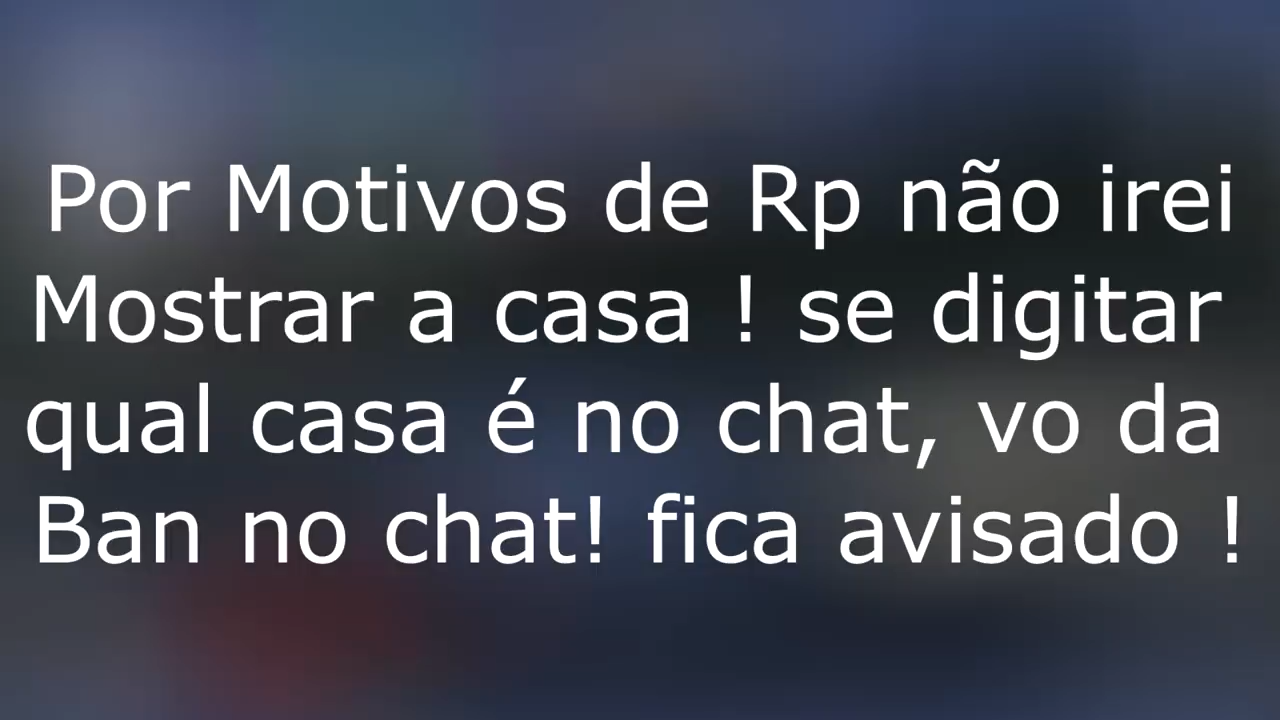 Por Motivos de Rp não irei
Mostrar a casa ! se digitar
qual casa é no chat, vo da
Ban no chat! fica avisado !